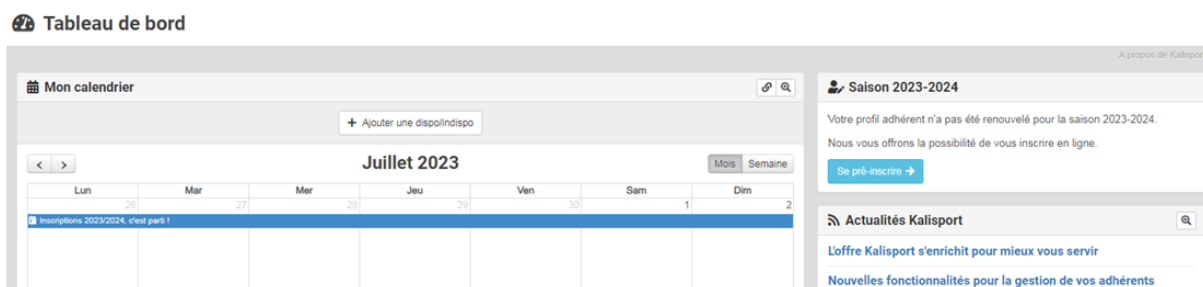 Tableau de bord
A propos de Kalispor
Mon calendrier
+ Ajouter une dispo/indispo
< >
Juillet 2023
Mois Semaine
Lun Mar Mer Jeu Ven Sam Dim
26 27 28 29 30 1 2
Inscriptions 2023/2024, c'est parti !
Saison 2023-2024
Votre profil adhérent n'a pas été renouvelé pour la saison 2023-2024.
Nous vous offrons la possibilité de vous inscrire en ligne.
Se pré-inscrire →
Actualités Kalisport
L'offre Kalisport s'enrichit pour mieux vous servir
Nouvelles fonctionnalités pour la gestion de vos adhérents